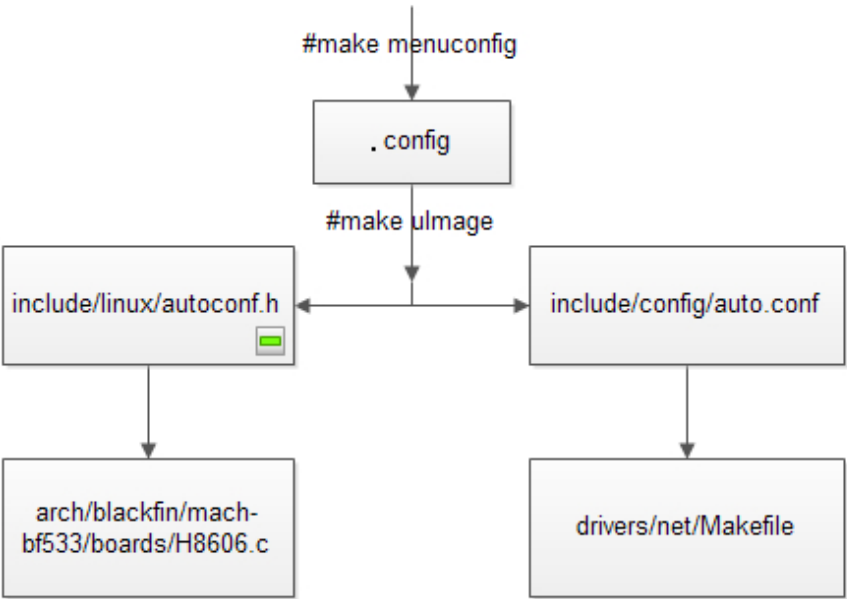 #make menuconfig
.config
#make uImage
include/linux/autoconf.h
include/config/auto.conf
arch/blackfin/mach-
bf533/boards/H8606.c
drivers/net/Makefile